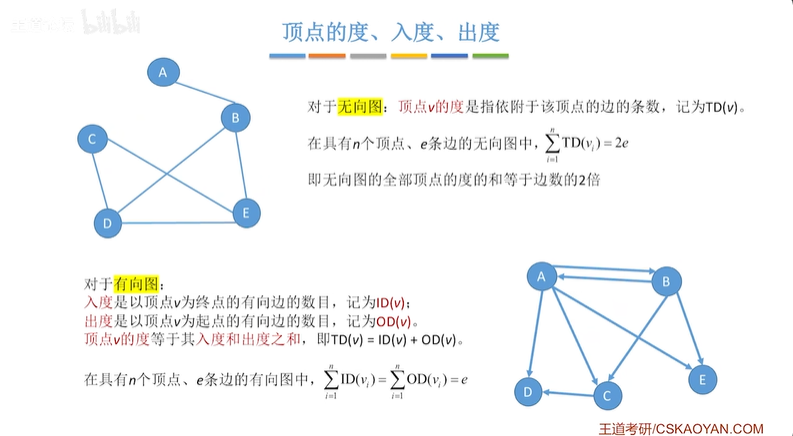 bilibili
顶点的度、入度、出度
A
B
C
D
E
对于无向图：顶点v的度是指依附于该顶点的边的条数，记为TD(v)。
在具有n个顶点、e条边的无向图中，$\sum_{i=1}^{n} \mathrm{TD}(v_i) = 2e$
即无向图的全部顶点的度的和等于边数的2倍
对于有向图：
入度是以顶点v为终点的有向边的数目，记为ID(v)；
出度是以顶点v为起点的有向边的数目，记为OD(v)。
顶点v的度等于其入度和出度之和，即TD(v) = ID(v) + OD(v)。
在具有n个顶点、e条边的有向图中，$\sum_{i=1}^{n} \mathrm{ID}(v_i) = \sum_{i=1}^{n} \mathrm{OD}(v_i) = e$
A
B
E
D
C
王道考研/CSKAOYAN.COM